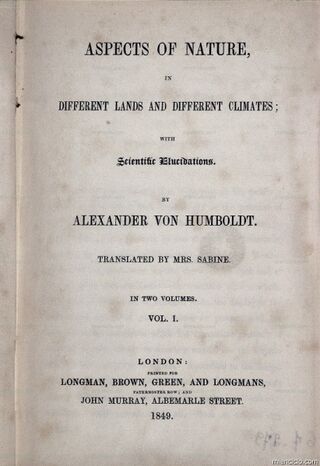 ASPECTS OF NATURE,
IN
DIFFERENT LANDS AND DIFFERENT CLIMATES;
WITH
Scientific Elucidations.
BY
ALEXANDER VON HUMBOLDT.
TRANSLATED BY MRS. SABINE.
IN TWO VOLUMES.
VOL. I.
LONDON:
PRINTED FOR
LONGMAN, BROWN, GREEN, AND LONGMANS,
PATERNOSTER ROW; AND
JOHN MURRAY, ALBEMARLE STREET.
1849.